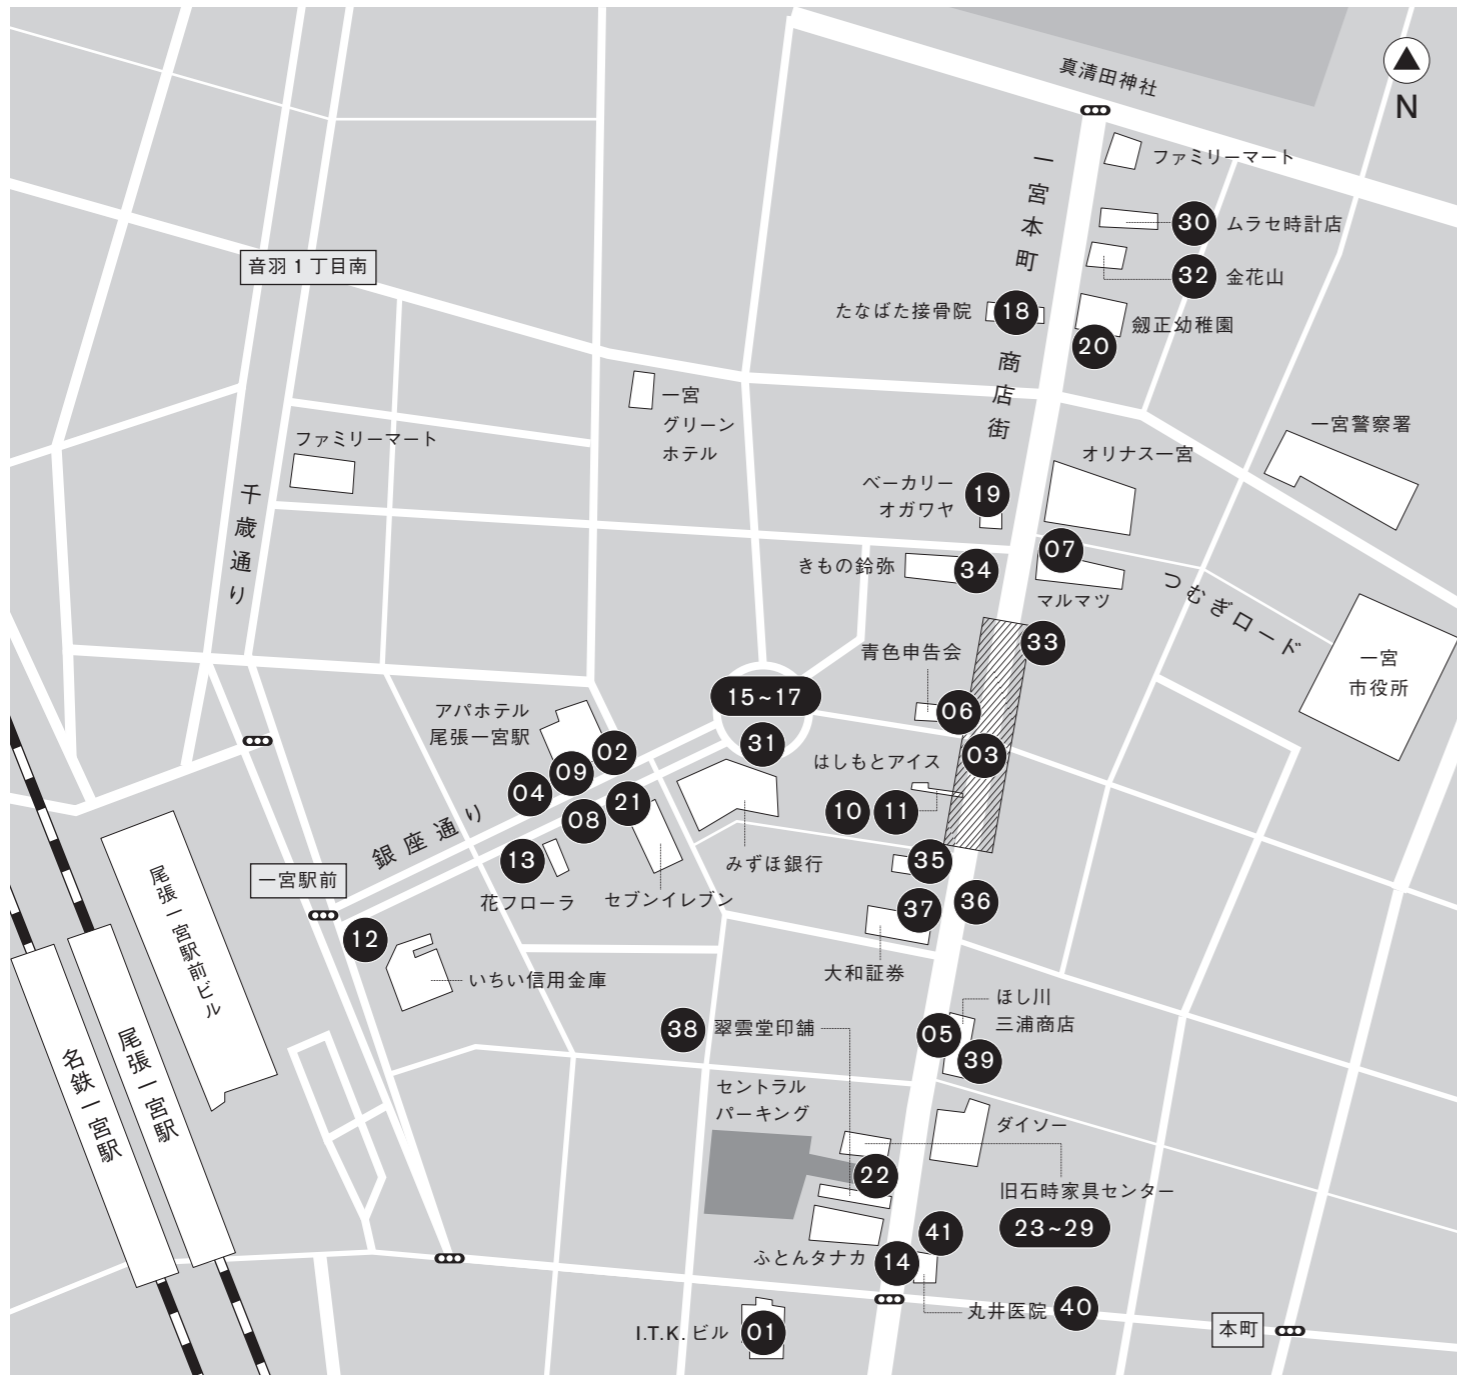 真清田神社
N
一宮本町
商店街
ファミリーマート
30 ムラセ時計店
32 金花山
音羽1丁目南
たなばた接骨院 18
劔正幼稚園
20
一宮
グリーン
ホテル
ファミリーマート
千歳通り
一宮警察署
オリナス一宮
ベーカリー
オガワヤ
19
07
きもの鈴弥 34
マルマツ
つむぎロード
33
一宮
市役所
青色申告会
06
15~17
31
アパホテル
尾張一宮駅
02
09
04
08
21
03
はしもとアイス
10 11
銀座通り
13
花フローラ
セブンイレブン
みずほ銀行
35
37
36
大和証券
一宮駅前
12
いちい信用金庫
尾張一宮駅前ビル
尾張一宮駅
名鉄一宮駅
38 翠雲堂印舗
ほし川
三浦商店
05
39
セントラル
パーキング
ダイソー
22
旧石時家具センター
23~29
41
ふとんタナカ
14
丸井医院 40
I.T.K.ビル 01
本町